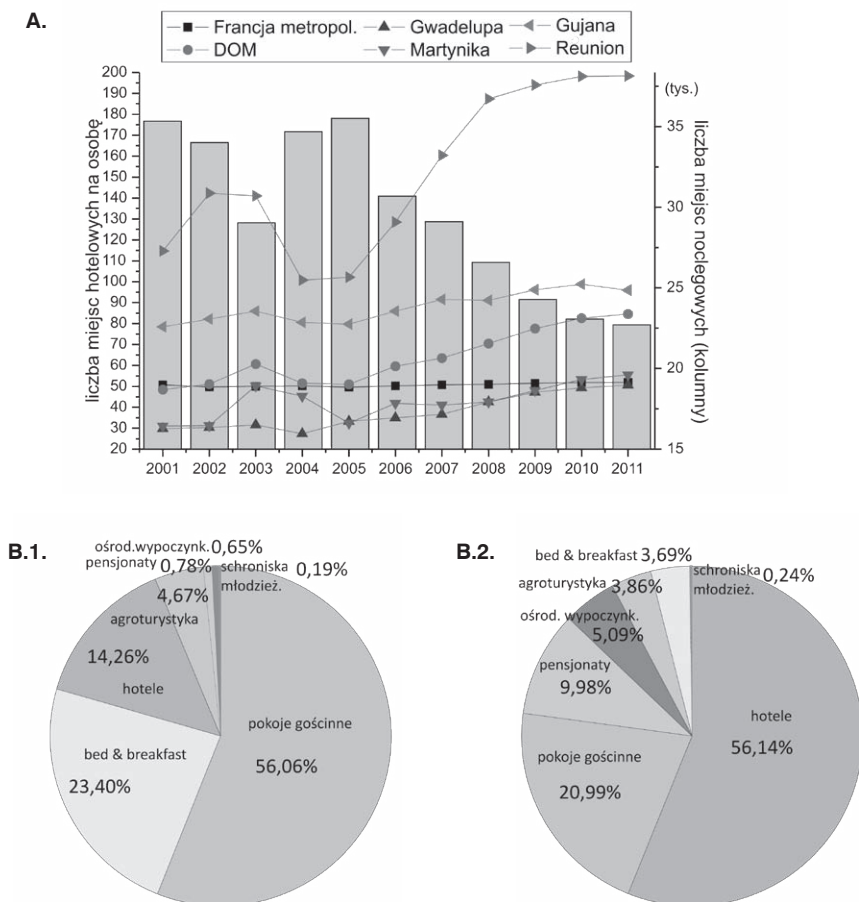 A.
Francja metropol. Gwadelupa Gujana
DOM Martynika Reunion
liczba miejsc hotelowych na osobę
200
190
180
170
160
150
140
130
120
110
100
90
80
70
60
50
40
30
20
(tys.)
35
30
25
20
15
liczba miejsc noclegowych (kolumny)
2001 2002 2003 2004 2005 2006 2007 2008 2009 2010 2011
B.1.
ośrod.wypoczynk. 0,65%
pensjonaty 0,78%
schroniska 0,19%
młodzież.
4,67%
agroturystyka
14,26%
hotele
pokoje gościnne
56,06%
bed & breakfast
23,40%
B.2.
bed & breakfast 3,69%
schroniska 0,24%
młodzież.
agroturystyka 3,86%
ośrod. wypoczynk.
5,09%
pensjonaty
9,98%
hotele
56,14%
pokoje gościnne
20,99%